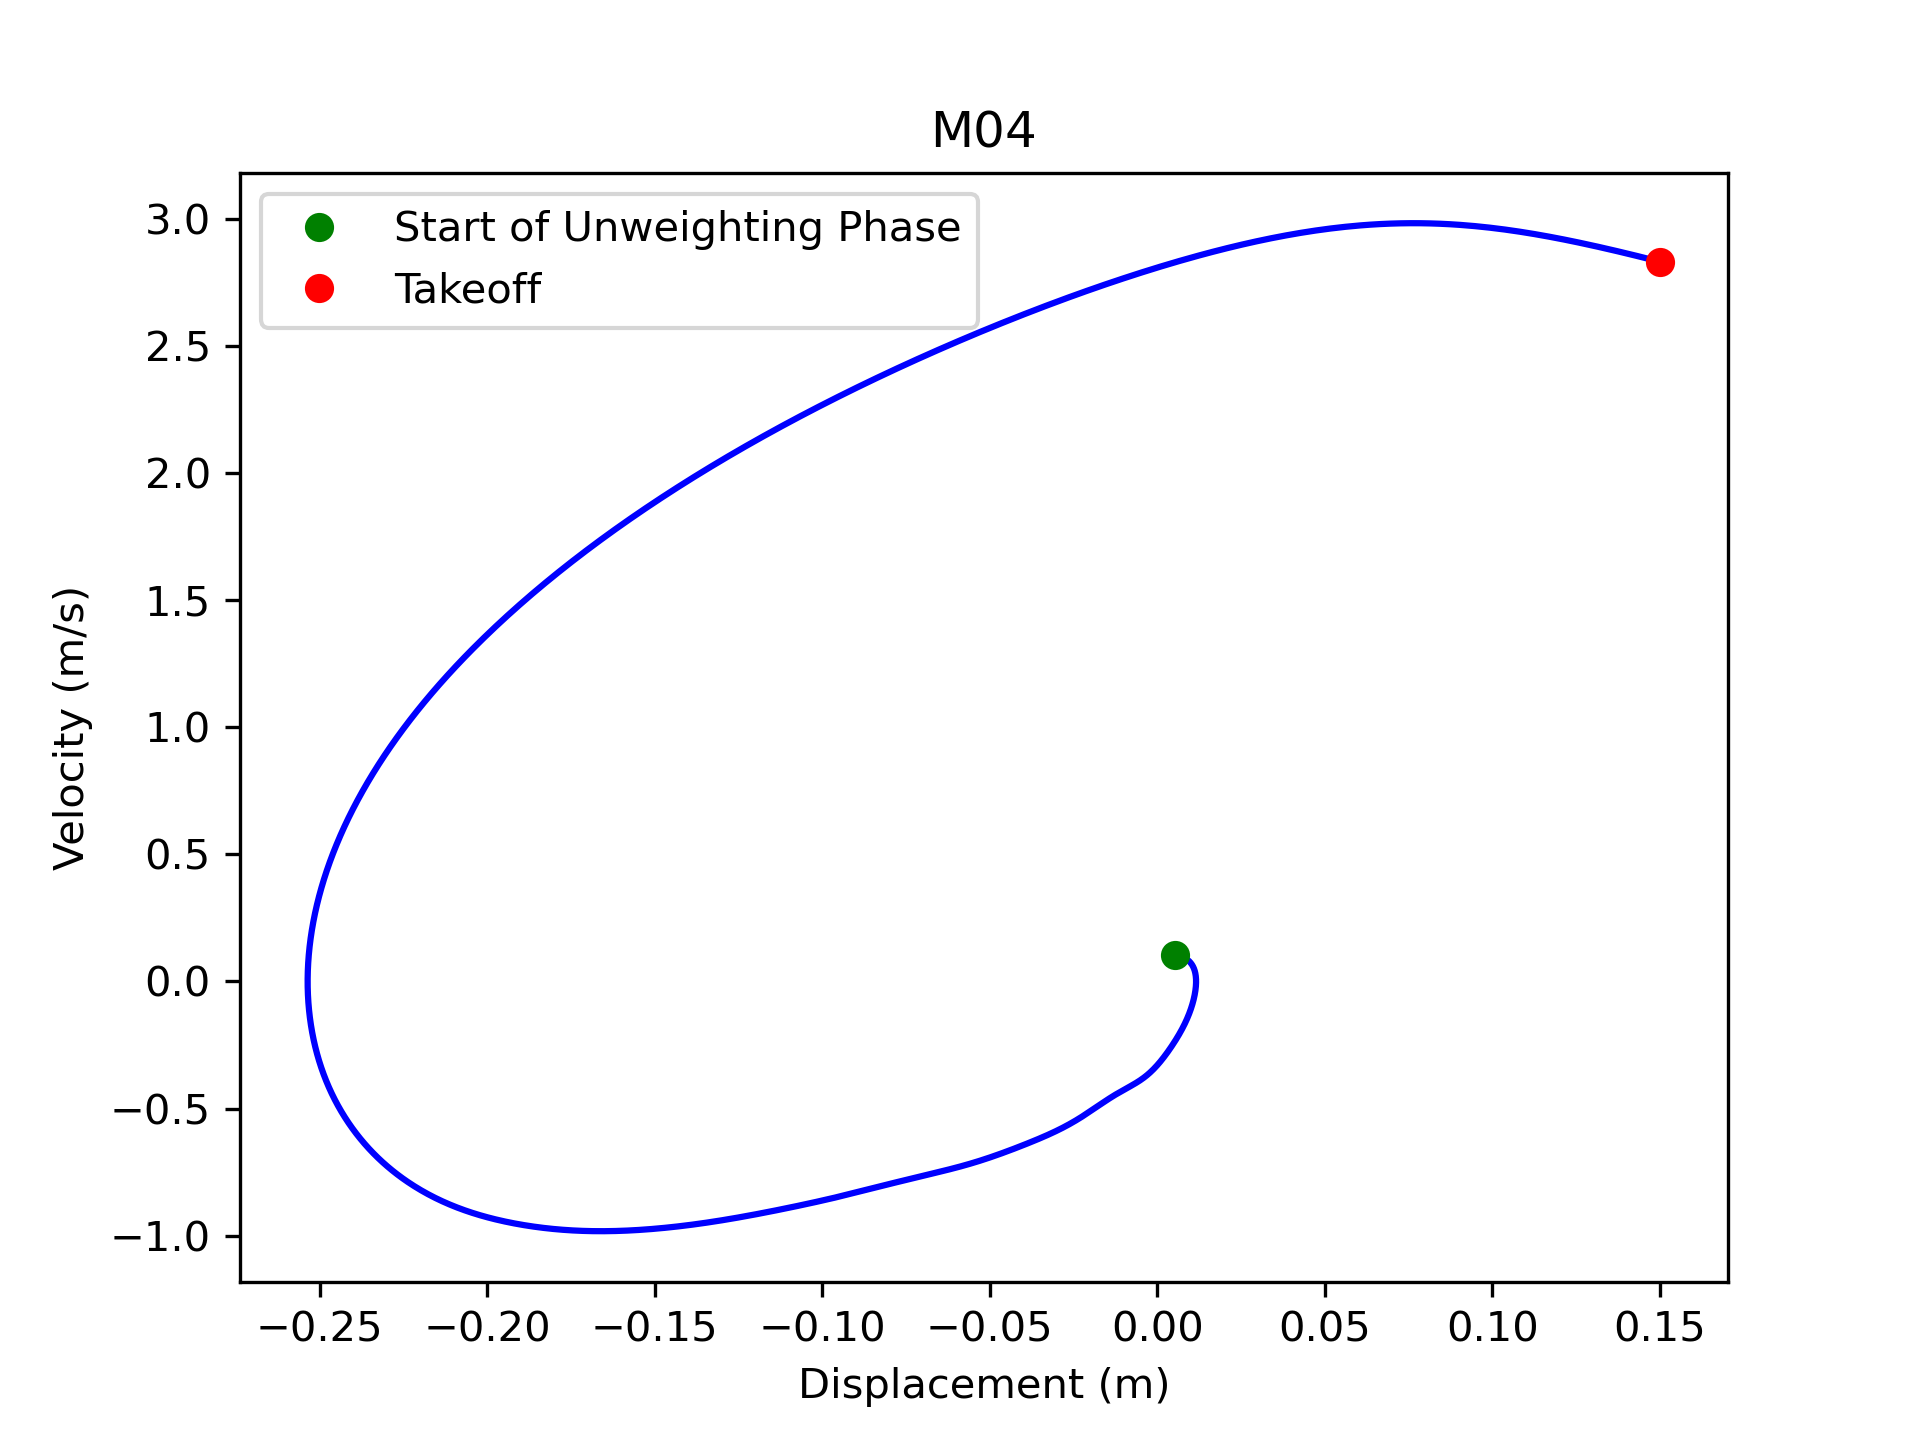 M04
Start of Unweighting Phase
Takeoff
3.0
2.5
2.0
1.5
1.0
0.5
0.0
−0.5
−1.0
Velocity (m/s)
−0.25 −0.20 −0.15 −0.10 −0.05 0.00 0.05 0.10 0.15
Displacement (m)